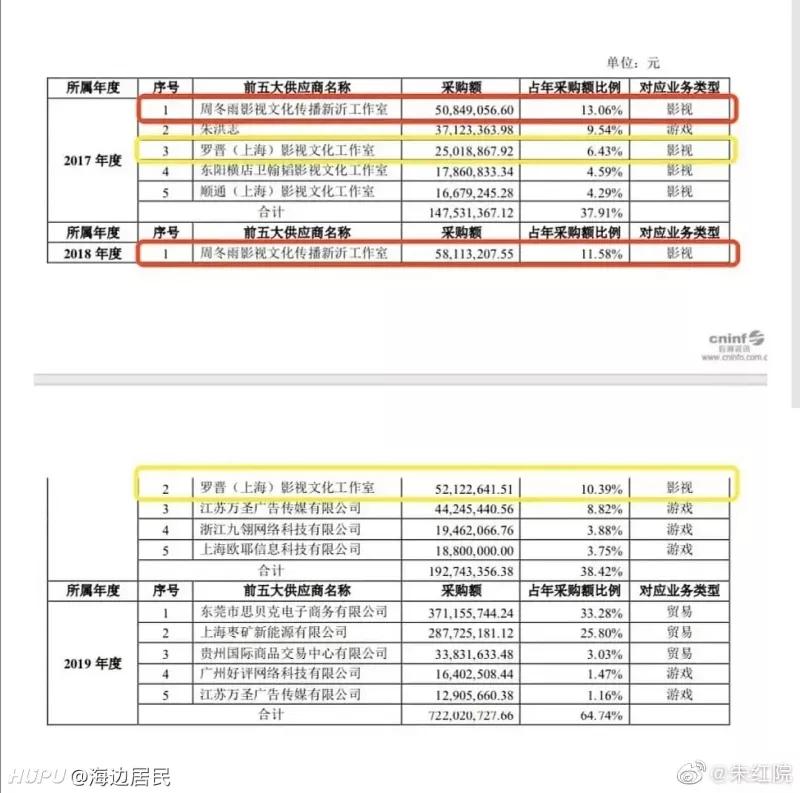 单位：元
所属年度 序号 前五大供应商名称 采购额 占年采购额比例 对应业务类型
1 周冬雨影视文化传播新沂工作室 50,849,056.60 13.06% 影视
2 朱洪志 37,123,363.98 9.54% 游戏
2017 年度 3 罗晋（上海）影视文化工作室 25,018,867.92 6.43% 影视
4 东阳横店卫翰韬影视文化工作室 17,860,833.34 4.59% 影视
5 顺通（上海）影视文化工作室 16,679,245.28 4.29% 影视
合计 147,531,367.12 37.91%
所属年度 序号 前五大供应商名称 采购额 占年采购额比例 对应业务类型
2018 年度 1 周冬雨影视文化传播新沂工作室 58,113,207.55 11.58% 影视
cninf
巨潮资讯
www.cninfo.com.c
2 罗晋（上海）影视文化工作室 52,122,641.51 10.39% 影视
3 江苏万圣广告传媒有限公司 44,245,440.56 8.82% 游戏
4 浙江九翎网络科技有限公司 19,462,066.76 3.88% 游戏
5 上海欧耶信息科技有限公司 18,800,000.00 3.75% 游戏
合计 192,743,356.38 38.42%
所属年度 序号 前五大供应商名称 采购额 占年采购额比例 对应业务类型
1 东莞市思贝克电子商务有限公司 371,155,744.24 33.28% 贸易
2 上海枣矿新能源有限公司 287,725,181.12 25.80% 贸易
2019 年度 3 贵州国际商品交易中心有限公司 33,831,633.48 3.03% 贸易
4 广州好评网络科技有限公司 16,402,508.44 1.47% 游戏
5 江苏万圣广告传媒有限公司 12,905,660.38 1.16% 游戏
合计 722,020,727.66 64.74%
HUPU @海边居民
@朱红院